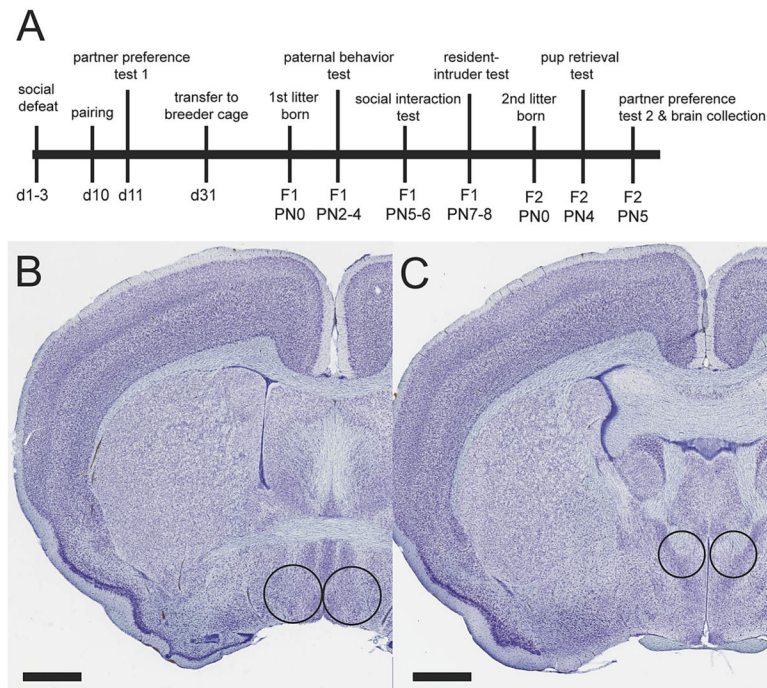 A
partner preference
test 1
paternal behavior
test
resident-
intruder test
pup retrieval
test
social
defeat
pairing
transfer to
breeder cage
1st litter
born
social interaction
test
2nd litter
born
partner preference
test 2 & brain collection
d1-3
d10
d11
d31
F1
PN0
F1
PN2-4
F1
PN5-6
F1
PN7-8
F2
PN0
F2
PN4
F2
PN5
B
C